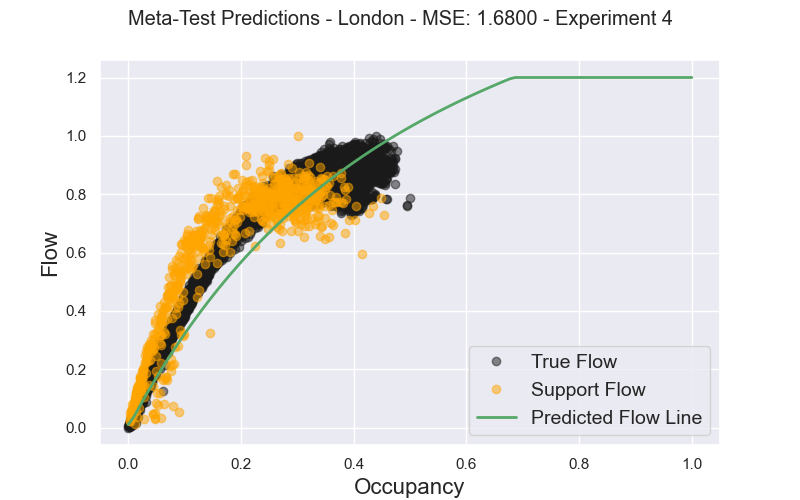 Meta-Test Predictions - London - MSE: 1.6800 - Experiment 4
1.2
1.0
0.8
0.6
0.4
0.2
0.0
Flow
True Flow
Support Flow
Predicted Flow Line
0.0 0.2 0.4 0.6 0.8 1.0
Occupancy